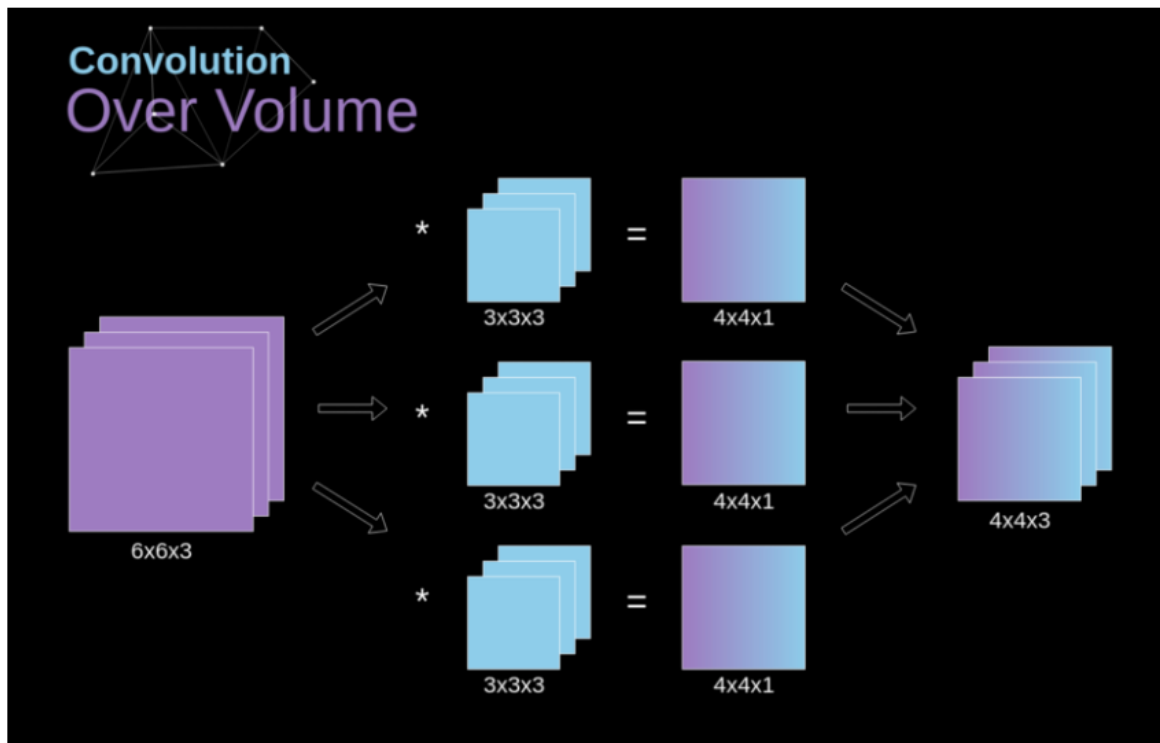 Convolution
Over Volume
* 3x3x3 = 4x4x1
6x6x3
* 3x3x3 = 4x4x1
4x4x3
* 3x3x3 = 4x4x1